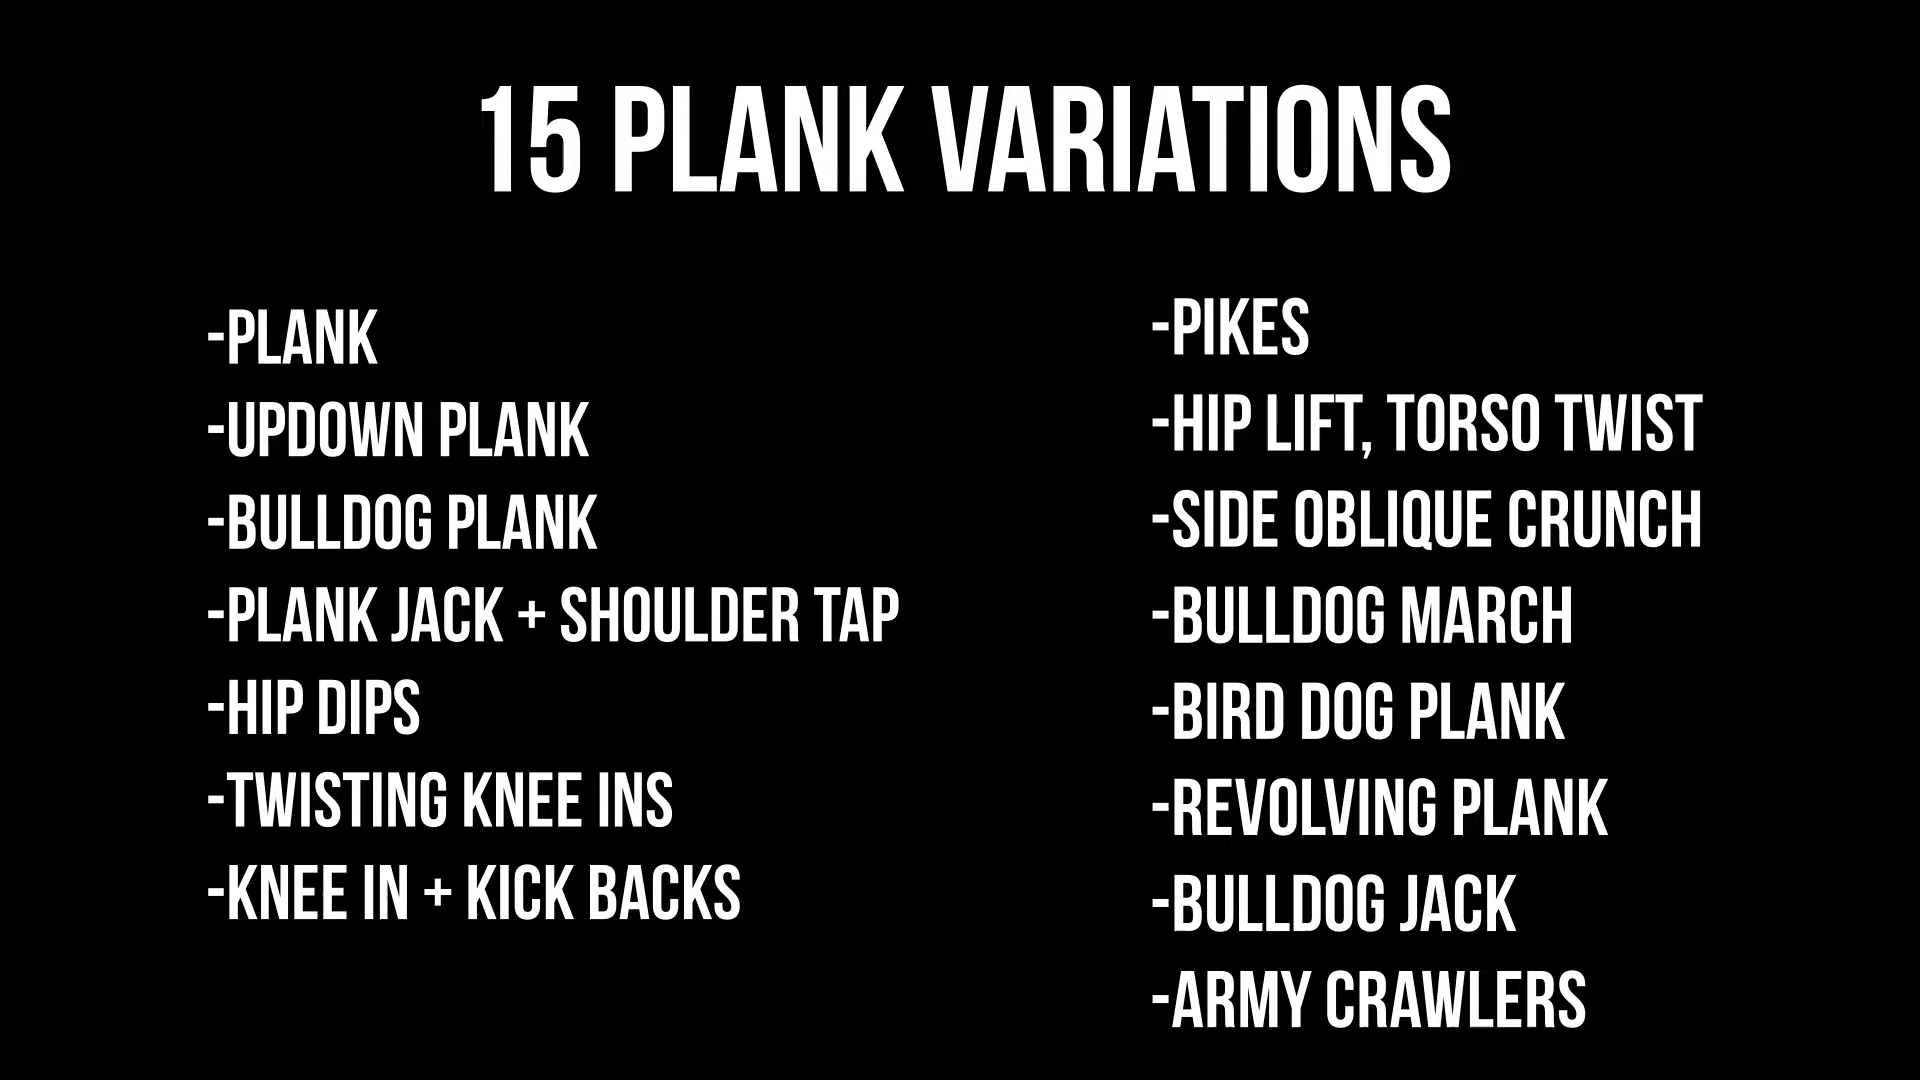 15 PLANK VARIATIONS
-PLANK
-UPDOWN PLANK
-BULLDOG PLANK
-PLANK JACK + SHOULDER TAP
-HIP DIPS
-TWISTING KNEE INS
-KNEE IN + KICK BACKS
-PIKES
-HIP LIFT, TORSO TWIST
-SIDE OBLIQUE CRUNCH
-BULLDOG MARCH
-BIRD DOG PLANK
-REVOLVING PLANK
-BULLDOG JACK
-ARMY CRAWLERS